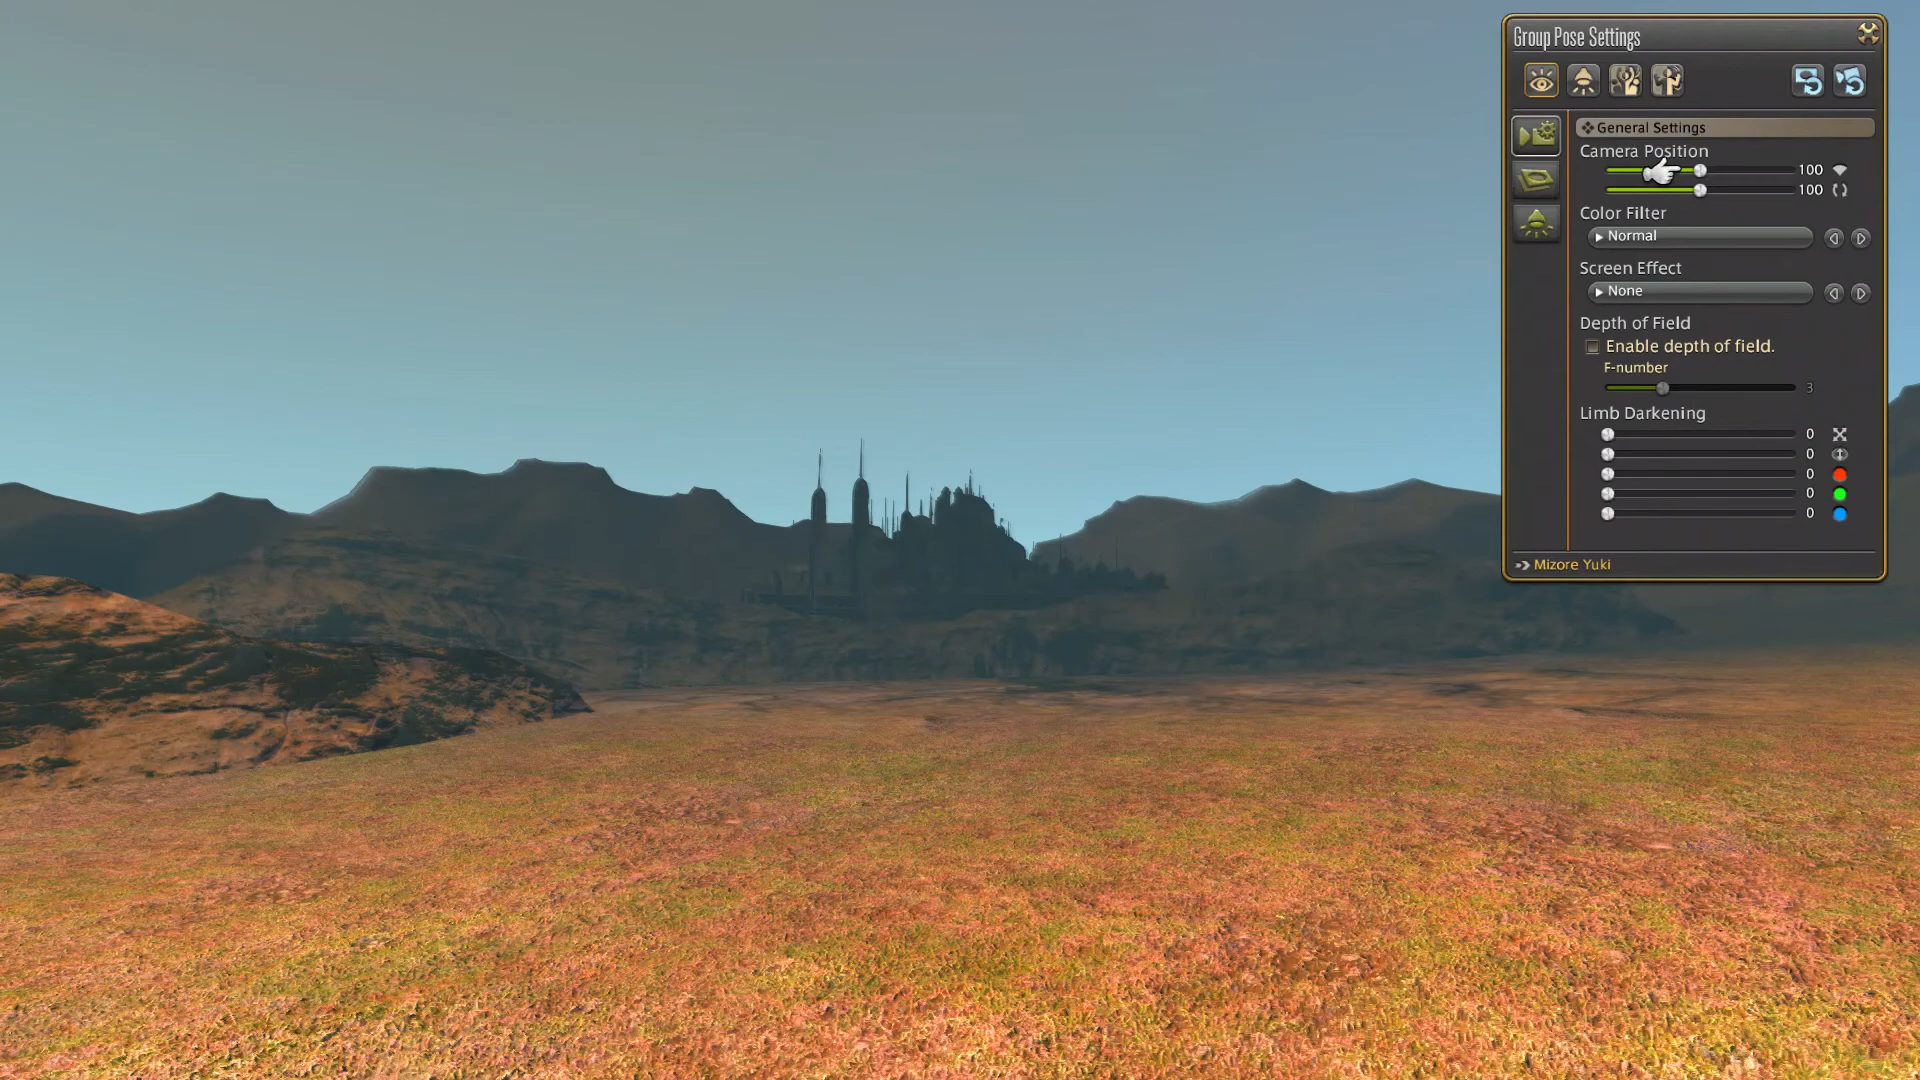 Group Pose Settings
General Settings
Camera Position
100
100
Color Filter
Normal
Screen Effect
None
Depth of Field
Enable depth of field.
F-number
3
Limb Darkening
0
0
0
0
0
Mizore Yuki